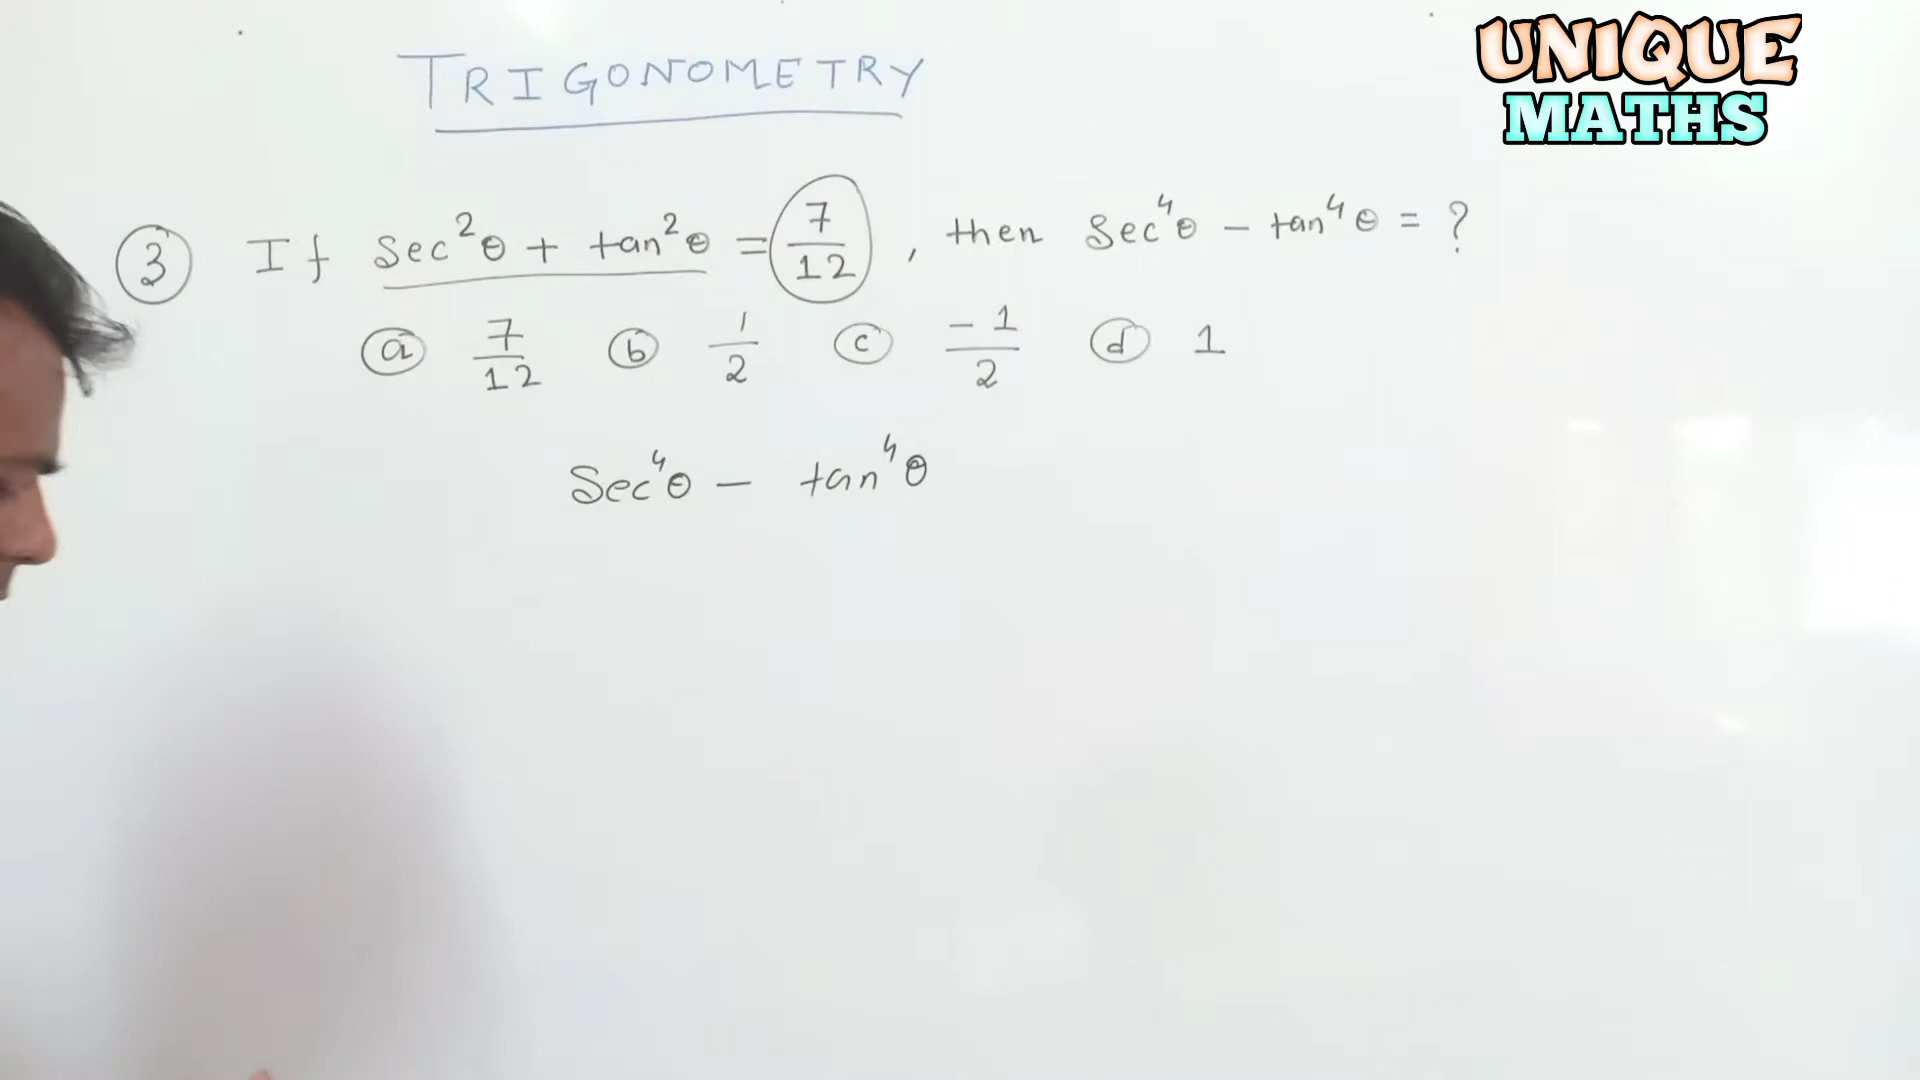 TRIGONOMETRY
UNIQUE
MATHS
③ If sec²θ + tan²θ = 7/12, then sec⁴θ - tan⁴θ = ?
ⓐ 7/12 ⓑ 1/2 ⓒ -1/2 ⓓ 1
sec⁴θ - tan⁴θ